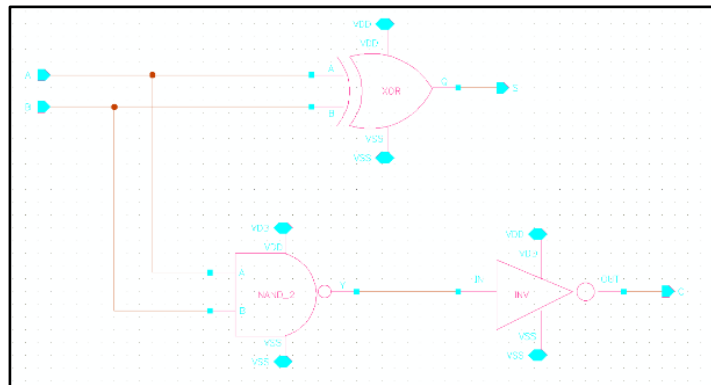 VDD
VDD
A
A
XOR
Q
S
B
B
VSS
VSS
VDD
VDD
VDD
VDD
A
NAND_2
Y
IN
INV
OUT
C
B
VSS
VSS
VSS
VSS